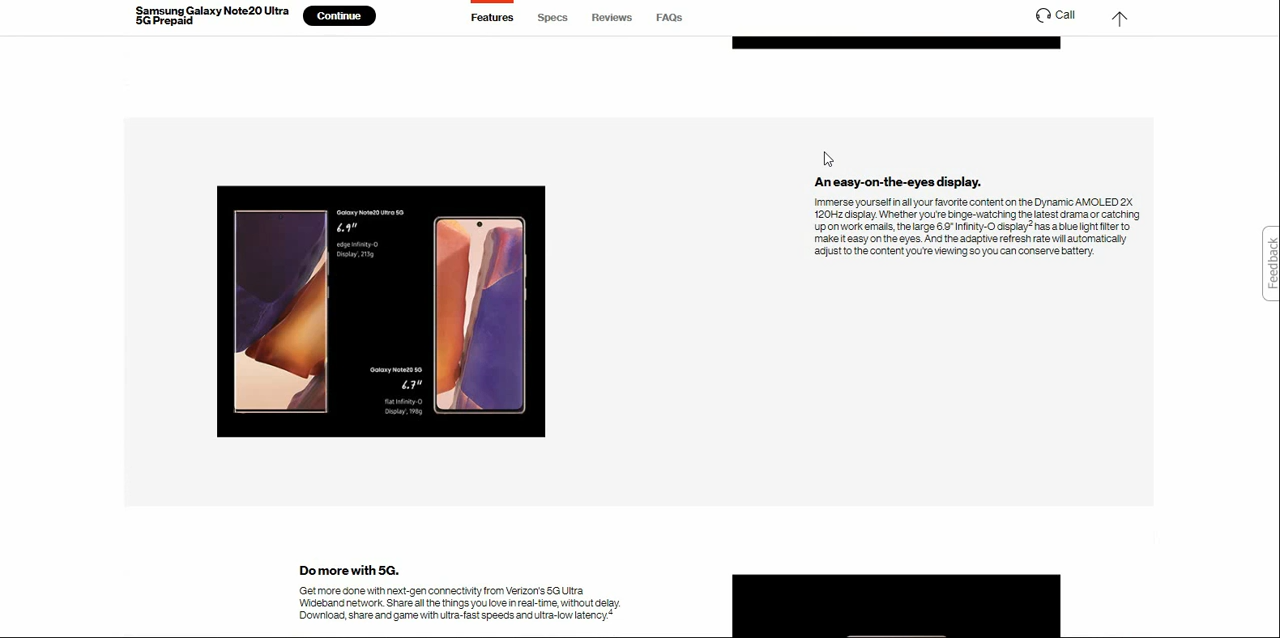 Samsung Galaxy Note20 Ultra
5G Prepaid
Continue
Features
Specs
Reviews
FAQs
Call
An easy-on-the-eyes display.
Immerse yourself in all your favorite content on the Dynamic AMOLED 2X
120Hz display. Whether you're binge-watching the latest drama or catching
up on work emails, the large 6.9" Infinity-O display² has a blue light filter to
make it easy on the eyes. And the adaptive refresh rate will automatically
adjust to the content you're viewing so you can conserve battery.
Galaxy Note20 Ultra 5G
6.9"
edge Infinity-O
Display¹, 213g
Galaxy Note20 5G
6.7"
flat Infinity-O
Display¹, 198g
Feedback
Do more with 5G.
Get more done with next-gen connectivity from Verizon's 5G Ultra
Wideband network. Share all the things you love in real-time, without delay.
Download, share and game with ultra-fast speeds and ultra-low latency.⁴